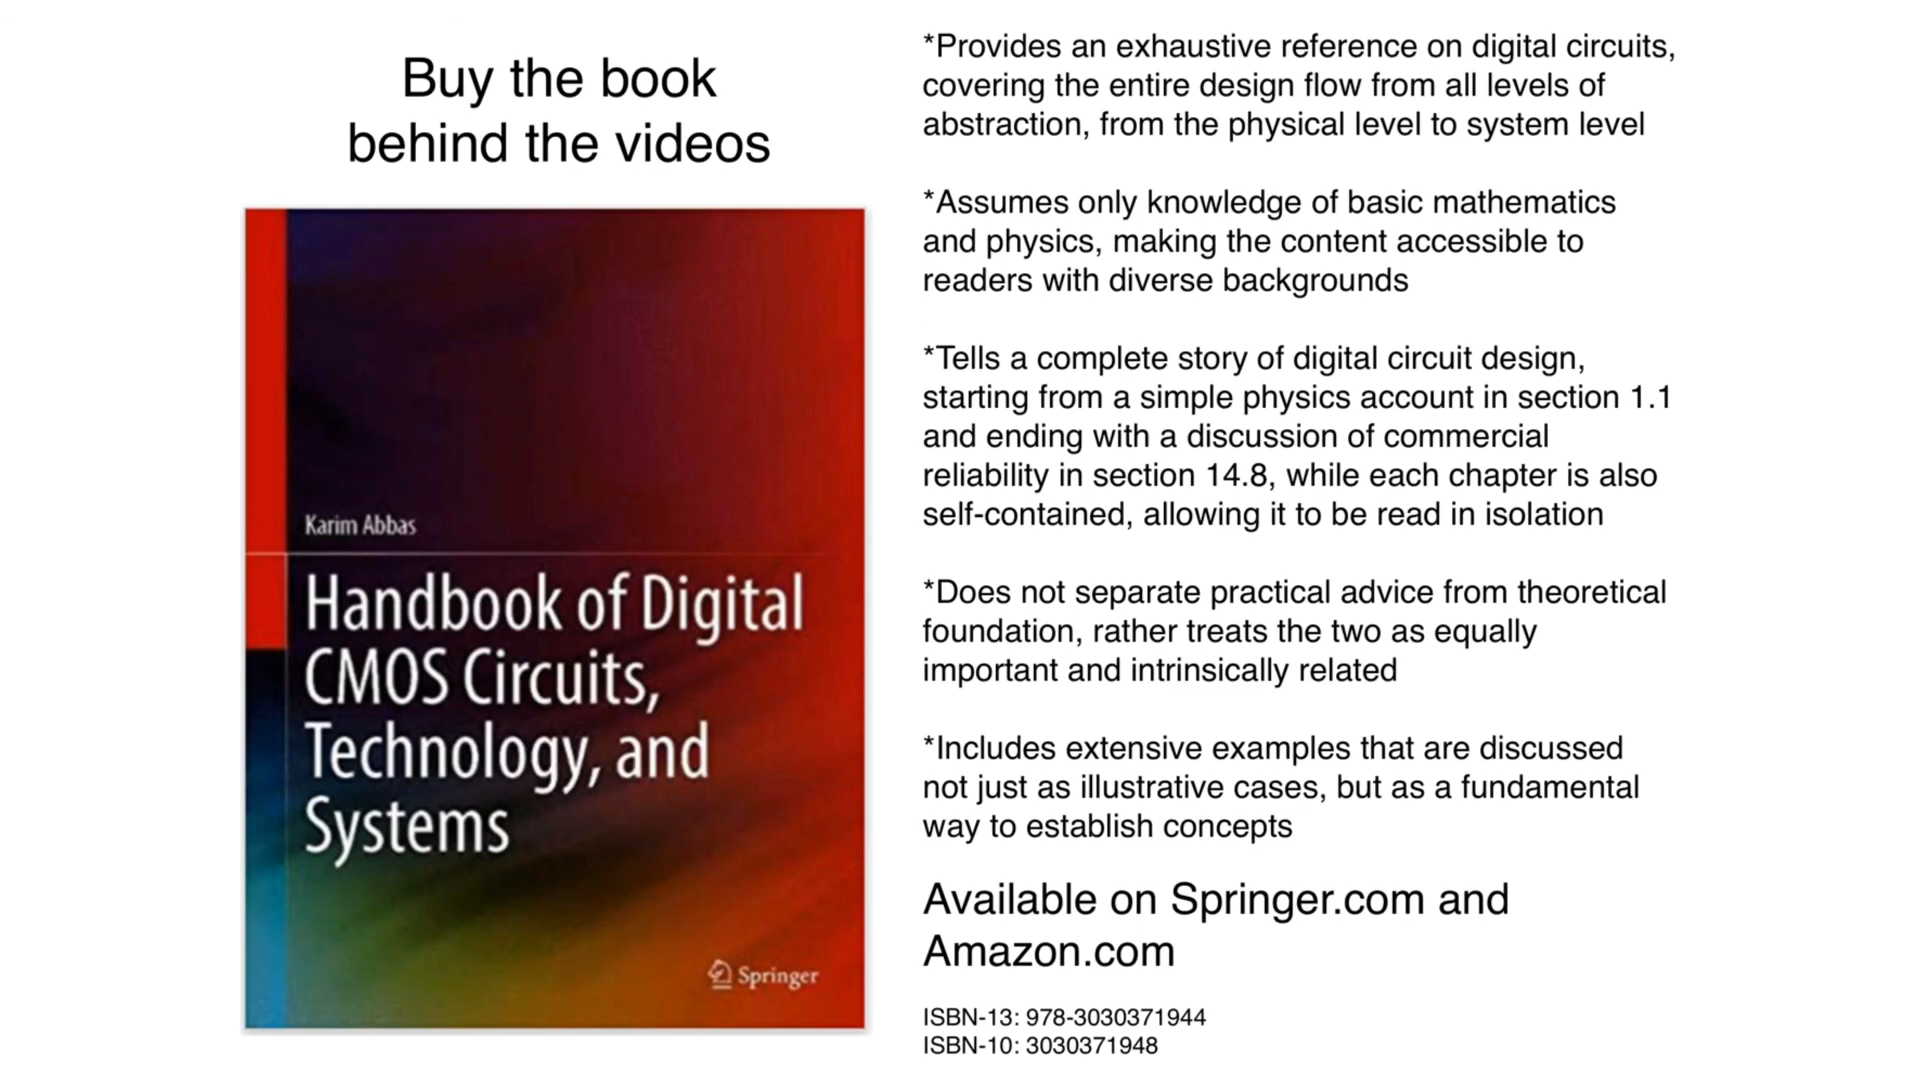 Buy the book
behind the videos
Karim Abbas
Handbook of Digital
CMOS Circuits,
Technology, and
Systems
Springer
*Provides an exhaustive reference on digital circuits,
covering the entire design flow from all levels of
abstraction, from the physical level to system level
*Assumes only knowledge of basic mathematics
and physics, making the content accessible to
readers with diverse backgrounds
*Tells a complete story of digital circuit design,
starting from a simple physics account in section 1.1
and ending with a discussion of commercial
reliability in section 14.8, while each chapter is also
self-contained, allowing it to be read in isolation
*Does not separate practical advice from theoretical
foundation, rather treats the two as equally
important and intrinsically related
*Includes extensive examples that are discussed
not just as illustrative cases, but as a fundamental
way to establish concepts
Available on Springer.com and
Amazon.com
ISBN-13: 978-3030371944
ISBN-10: 3030371948